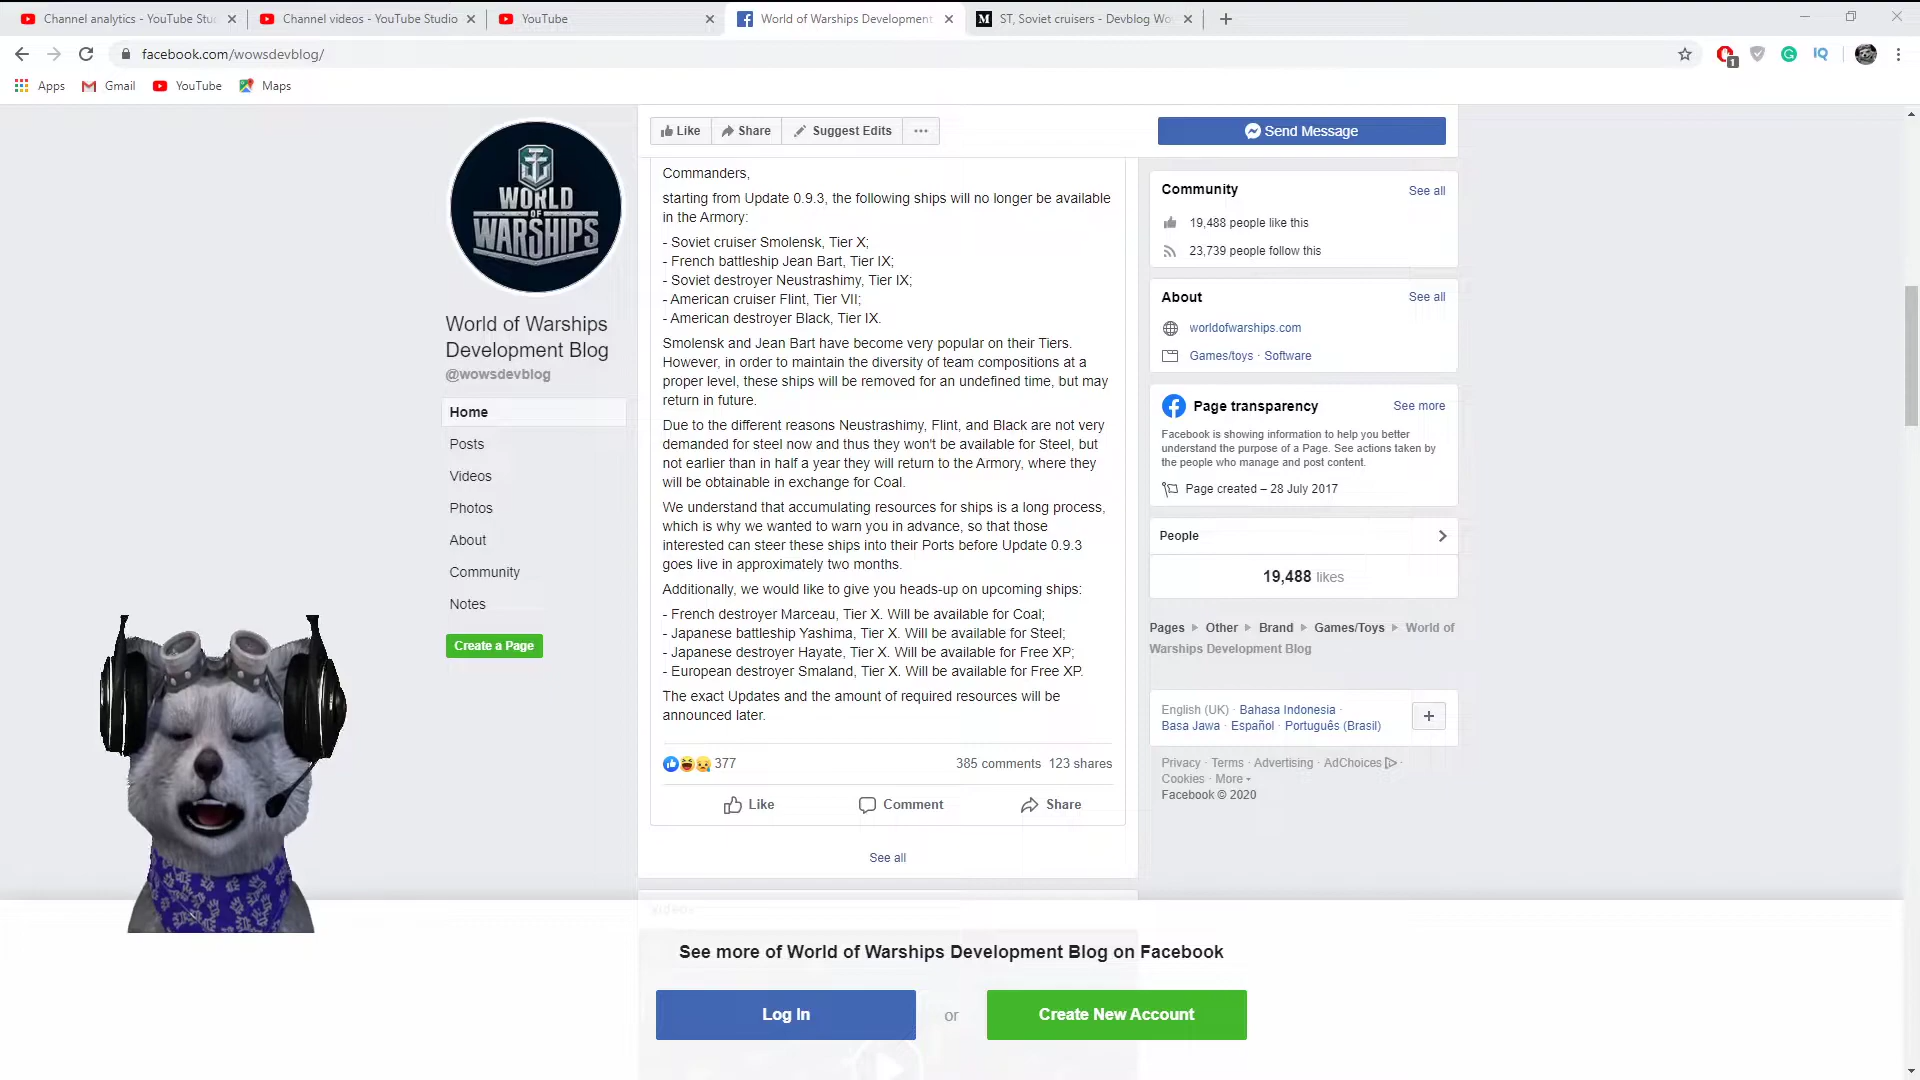 Channel analytics - YouTube Stu
Channel videos - YouTube Studio
YouTube
World of Warships Development
ST, Soviet cruisers - Devblog Wo
facebook.com/wowsdevblog/
1
IQ
Apps
Gmail
YouTube
Maps
WORLD
OF
WARSHIPS
World of Warships
Development Blog
@wowsdevblog
Home
Posts
Videos
Photos
About
Community
Notes
Create a Page
Like
Share
Suggest Edits
Send Message
Commanders,
starting from Update 0.9.3, the following ships will no longer be available
in the Armory:
- Soviet cruiser Smolensk, Tier X;
- French battleship Jean Bart, Tier IX;
- Soviet destroyer Neustrashimy, Tier IX;
- American cruiser Flint, Tier VII;
- American destroyer Black, Tier IX.
Smolensk and Jean Bart have become very popular on their Tiers.
However, in order to maintain the diversity of team compositions at a
proper level, these ships will be removed for an undefined time, but may
return in future.
Due to the different reasons Neustrashimy, Flint, and Black are not very
demanded for steel now and thus they won't be available for Steel, but
not earlier than in half a year they will return to the Armory, where they
will be obtainable in exchange for Coal.
We understand that accumulating resources for ships is a long process,
which is why we wanted to warn you in advance, so that those
interested can steer these ships into their Ports before Update 0.9.3
goes live in approximately two months.
Additionally, we would like to give you heads-up on upcoming ships:
- French destroyer Marceau, Tier X. Will be available for Coal;
- Japanese battleship Yashima, Tier X. Will be available for Steel;
- Japanese destroyer Hayate, Tier X. Will be available for Free XP;
- European destroyer Smaland, Tier X. Will be available for Free XP.
The exact Updates and the amount of required resources will be
announced later.
377
385 comments 123 shares
Like
Comment
Share
See all
Videos
Community
See all
19,488 people like this
23,739 people follow this
About
See all
worldofwarships.com
Games/toys · Software
Page transparency
See more
Facebook is showing information to help you better
understand the purpose of a Page. See actions taken by
the people who manage and post content.
Page created – 28 July 2017
People
19,488 likes
Pages
Other
Brand
Games/Toys
World of
Warships Development Blog
English (UK) · Bahasa Indonesia ·
Basa Jawa · Español · Português (Brasil)
Privacy · Terms · Advertising · AdChoices ·
Cookies · More
Facebook © 2020
See more of World of Warships Development Blog on Facebook
Log In
or
Create New Account